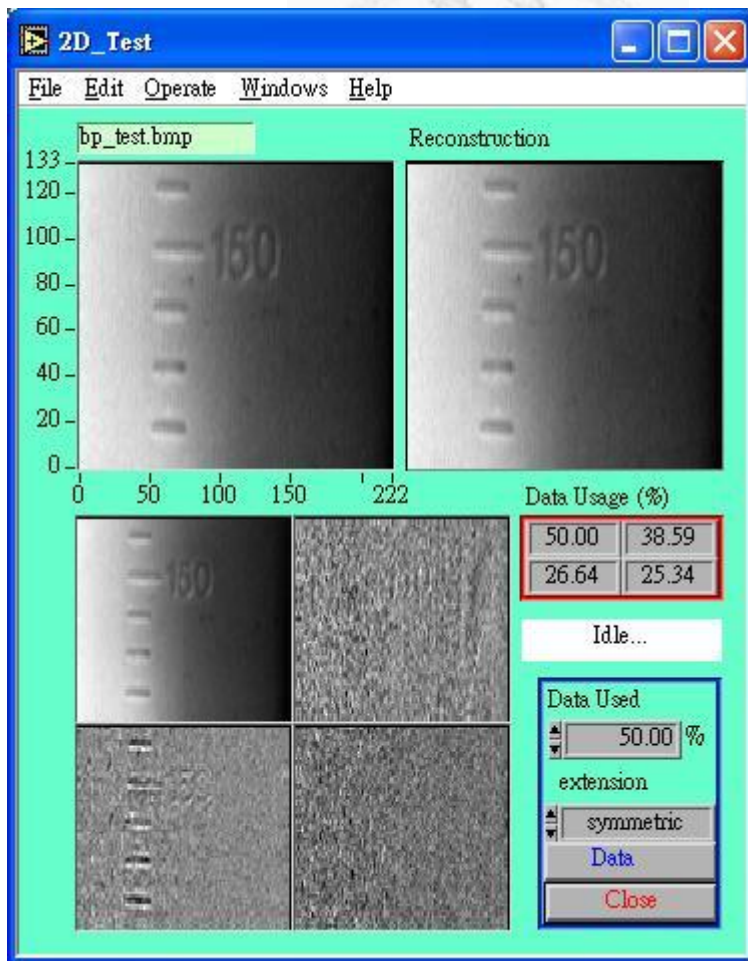 2D_Test
File Edit Operate Windows Help
bp_test.bmp
Reconstruction
133
120
100
80
60
40
20
0
150
150
0 50 100 150 222
Data Usage (%)
50.00 38.59
26.64 25.34
150
Idle...
Data Used
50.00 %
extension
symmetric
Data
Close